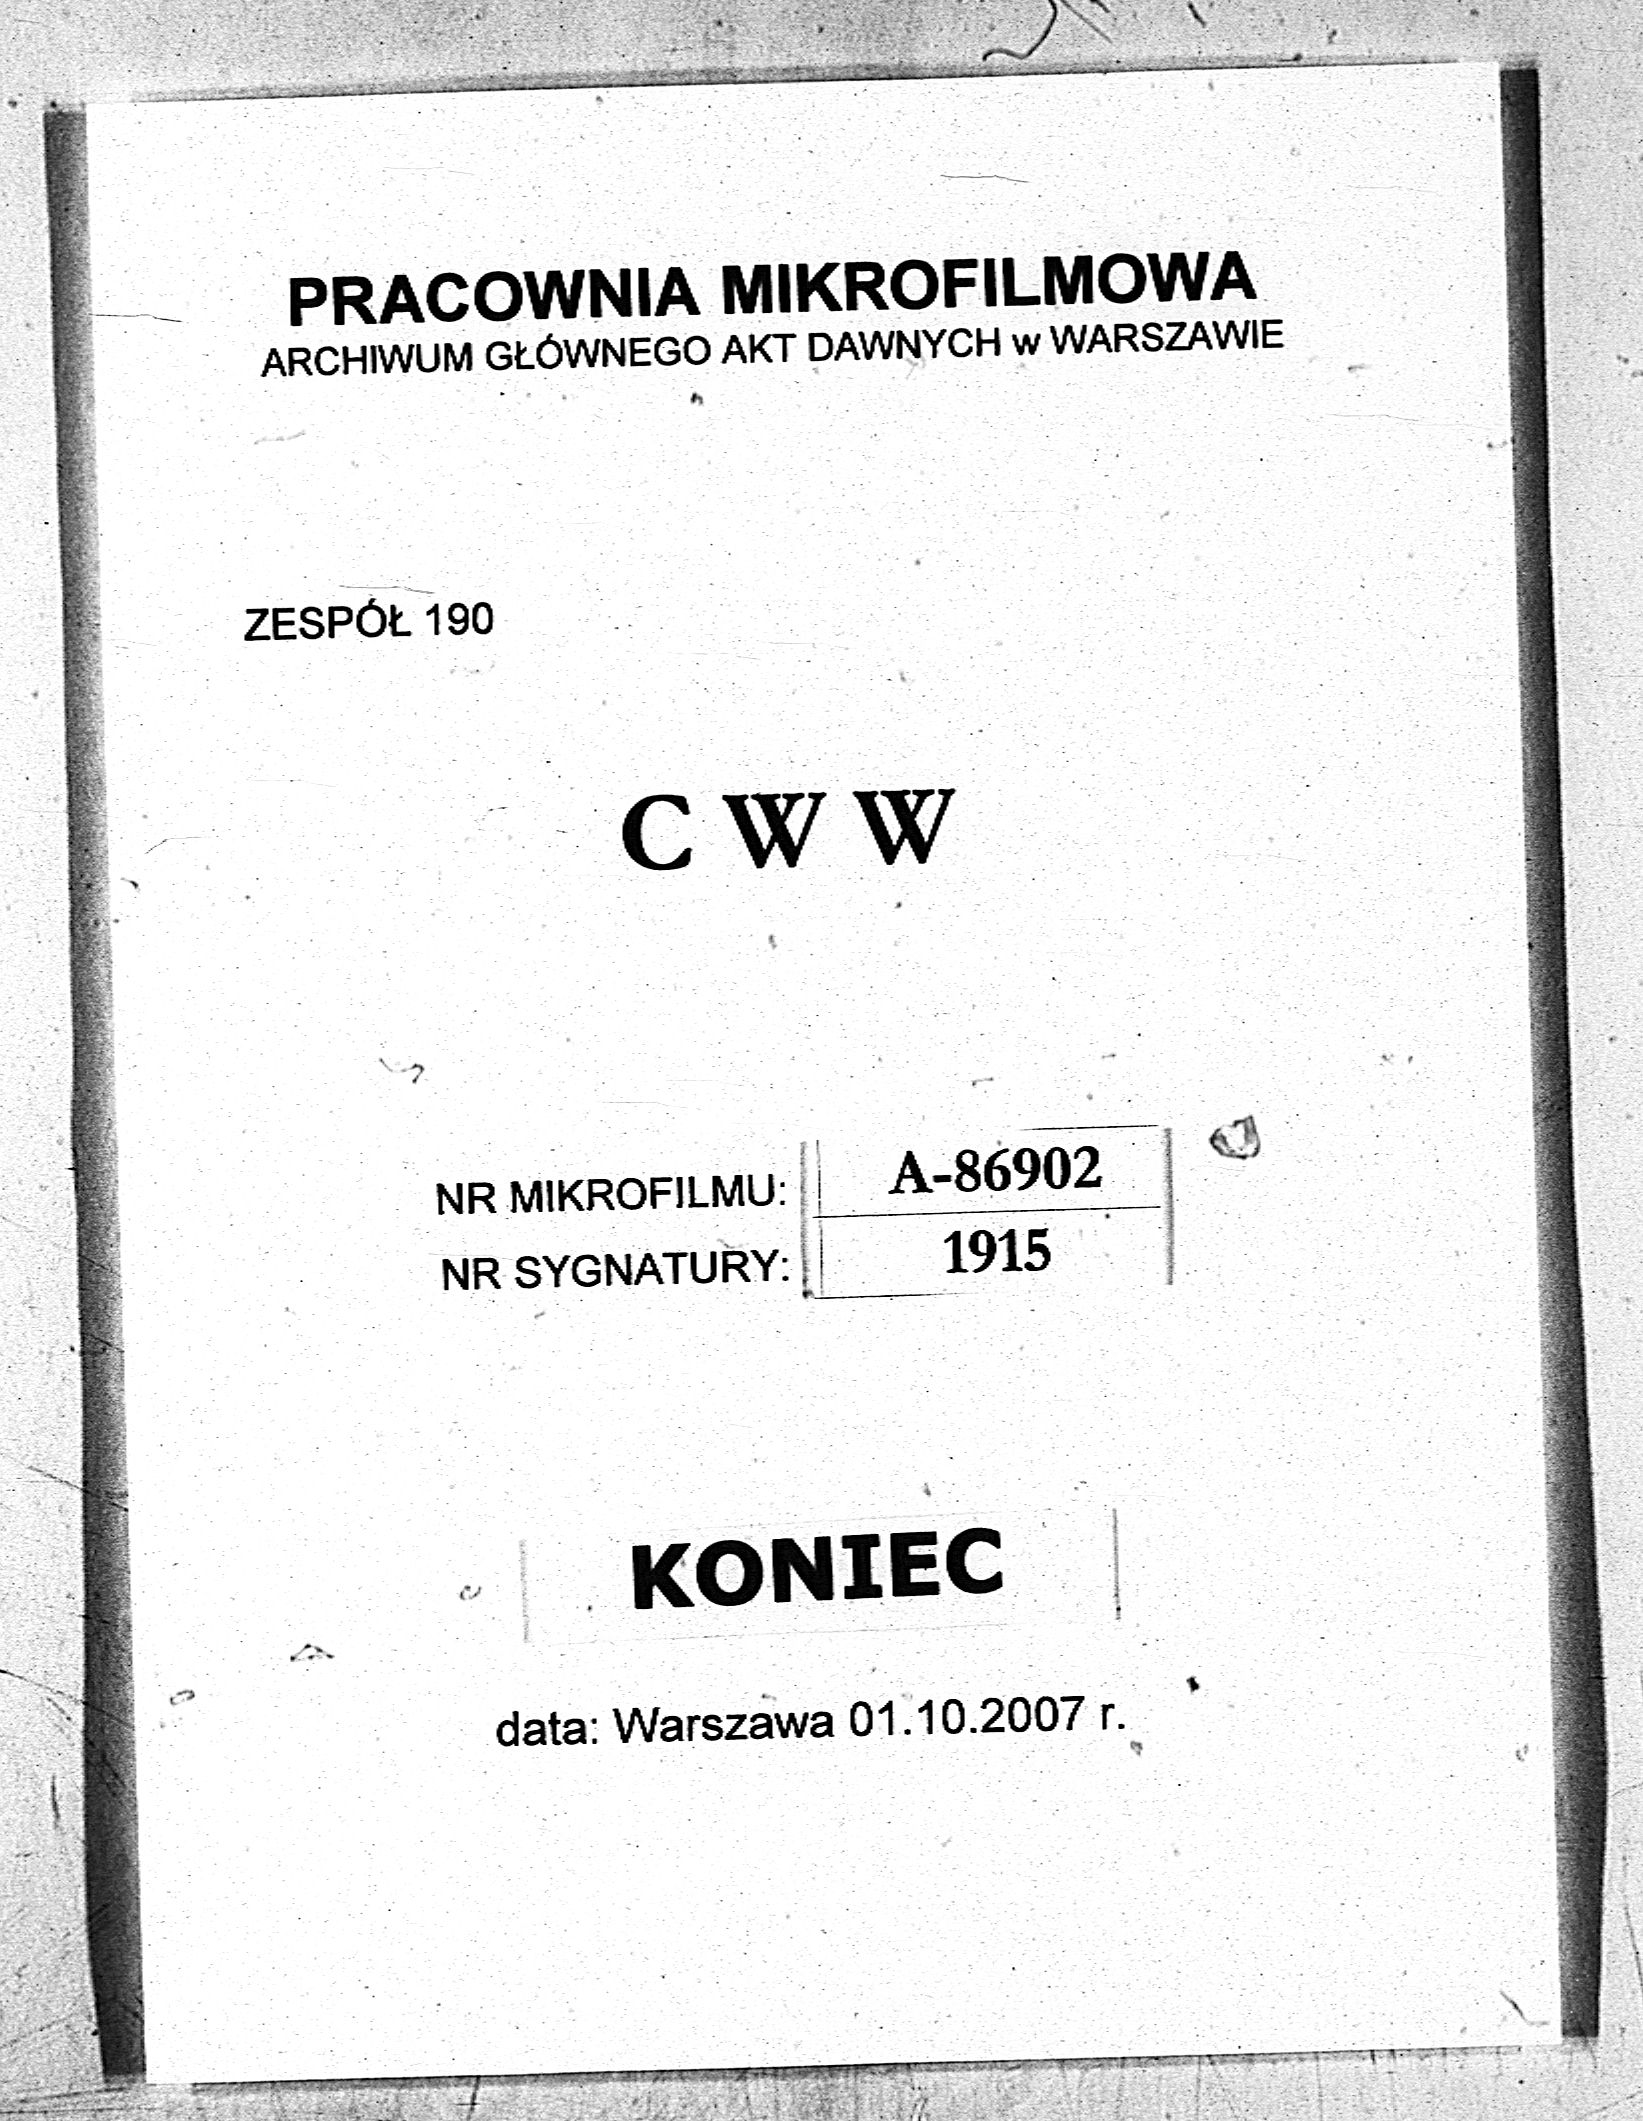 PRACOWNIA MIKROFILMOWA
ARCHIWUM GŁÓWNEGO AKT DAWNYCH w WARSZAWIE
ZESPÓŁ 190
C W W
NR MIKROFILMU: A-86902
NR SYGNATURY: 1915
KONIEC
data: Warszawa 01.10.2007 r.